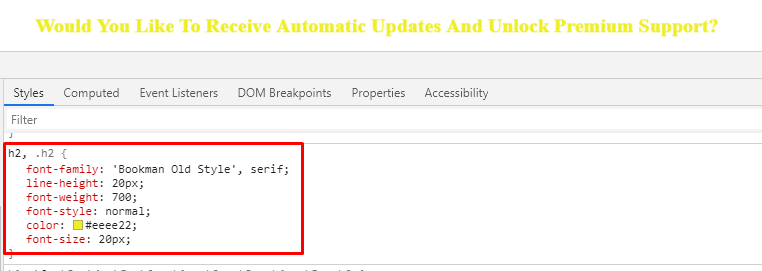 Would You Like To Receive Automatic Updates And Unlock Premium Support?
Styles Computed Event Listeners DOM Breakpoints Properties Accessibility
Filter
}
h2, .h2 {
font-family: 'Bookman Old Style', serif;
line-height: 20px;
font-weight: 700;
font-style: normal;
color: #eeee22;
font-size: 20px;
}